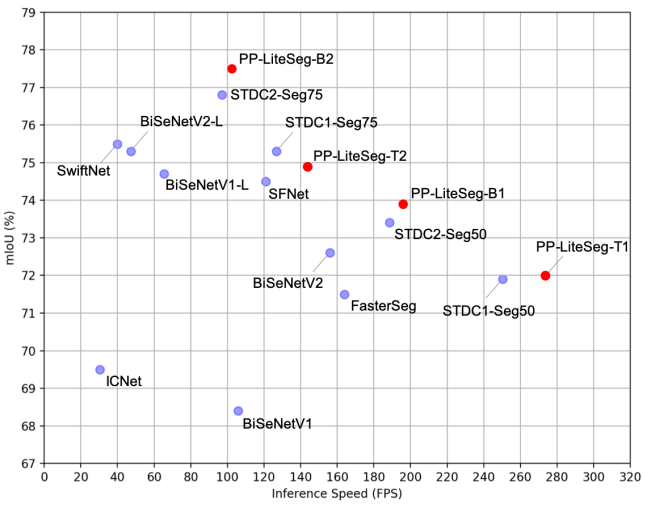 79
78
PP-LiteSeg-B2
77
STDC2-Seg75
76
BiSeNetV2-L
STDC1-Seg75
75
PP-LiteSeg-T2
SwiftNet
BiSeNetV1-L
SFNet
74
PP-LiteSeg-B1
mIoU (%)
73
STDC2-Seg50
PP-LiteSeg-T1
BiSeNetV2
72
FasterSeg
STDC1-Seg50
71
70
ICNet
69
68
BiSeNetV1
67
0 20 40 60 80 100 120 140 160 180 200 220 240 260 280 300 320
Inference Speed (FPS)